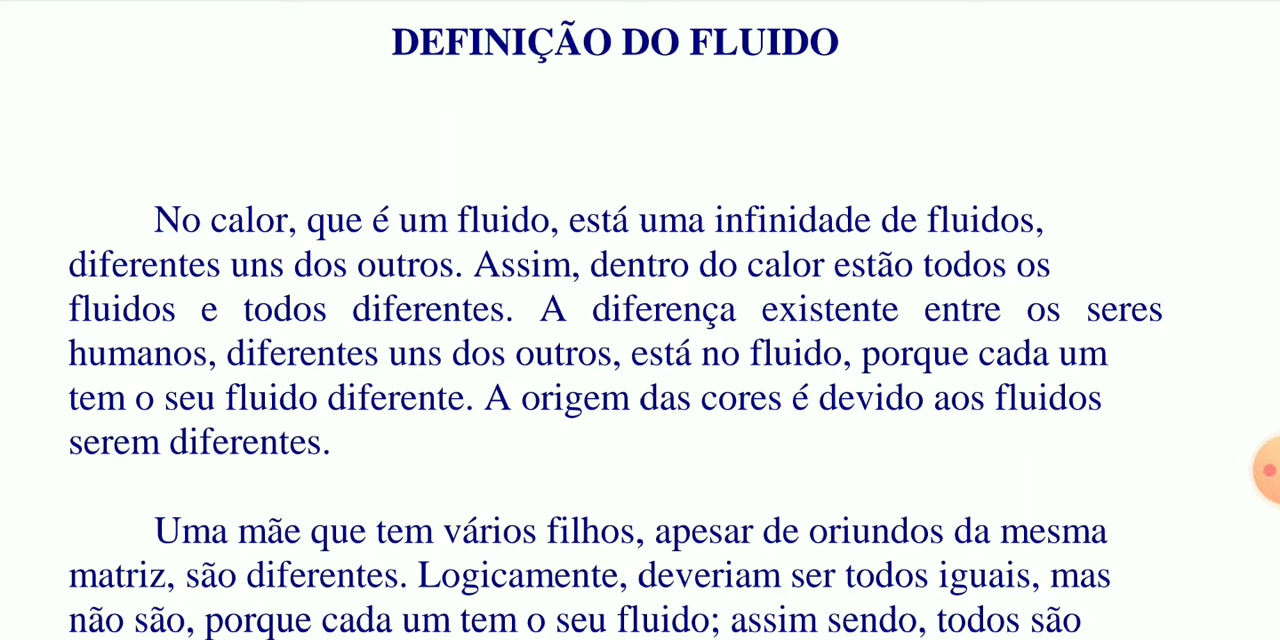 DEFINIÇÃO DO FLUIDO
No calor, que é um fluido, está uma infinidade de fluidos,
diferentes uns dos outros. Assim, dentro do calor estão todos os
fluidos e todos diferentes. A diferença existente entre os seres
humanos, diferentes uns dos outros, está no fluido, porque cada um
tem o seu fluido diferente. A origem das cores é devido aos fluidos
serem diferentes.
Uma mãe que tem vários filhos, apesar de oriundos da mesma
matriz, são diferentes. Logicamente, deveriam ser todos iguais, mas
não são, porque cada um tem o seu fluido; assim sendo, todos são